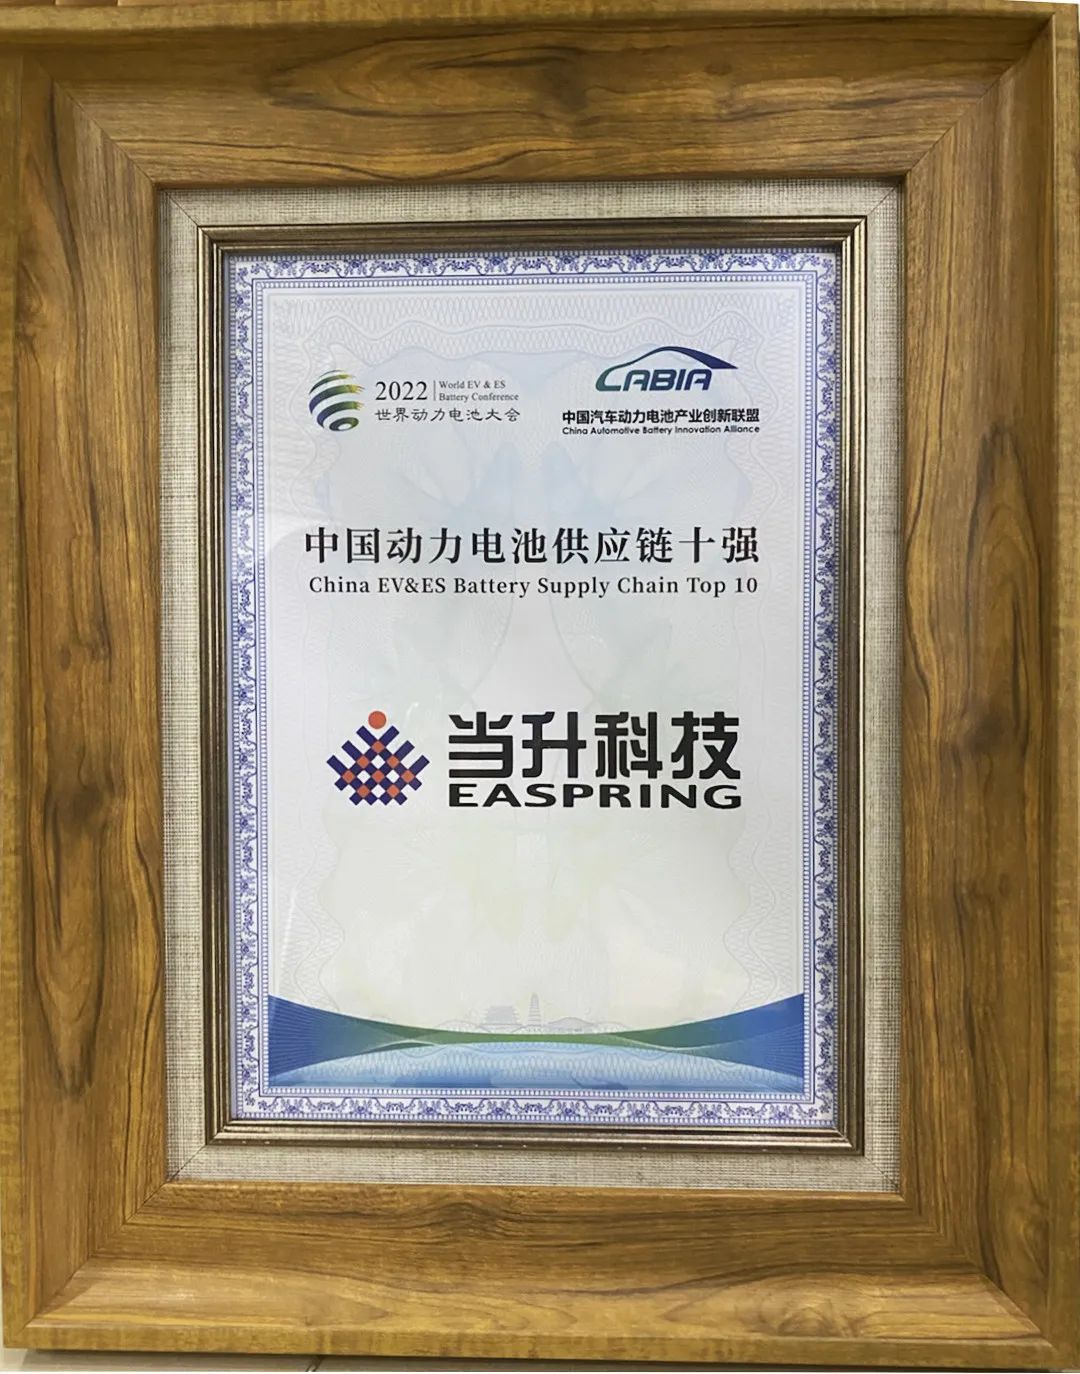 2022 World EV & ES
Battery Conference
世界动力电池大会
CABIA
中国汽车动力电池产业创新联盟
China Automotive Battery Innovation Alliance
中国动力电池供应链十强
China EV&ES Battery Supply Chain Top 10
当升科技
EASPRING